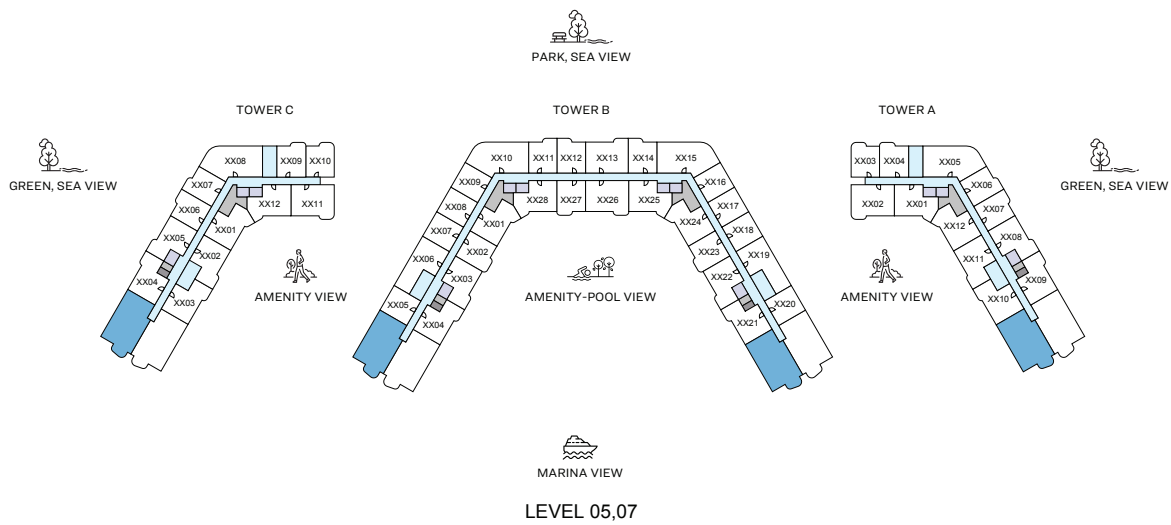 PARK, SEA VIEW
TOWER C
TOWER B
TOWER A
GREEN, SEA VIEW
GREEN, SEA VIEW
XX08
XX09
XX10
XX07
XX06
XX05
XX04
XX01
XX02
XX03
XX12
XX11
XX10
XX11
XX12
XX13
XX14
XX15
XX09
XX08
XX07
XX06
XX05
XX28
XX27
XX26
XX25
XX01
XX02
XX03
XX04
XX16
XX17
XX18
XX19
XX20
XX24
XX23
XX22
XX21
XX03
XX04
XX05
XX02
XX01
XX06
XX07
XX08
XX09
XX12
XX11
XX10
AMENITY VIEW
AMENITY-POOL VIEW
AMENITY VIEW
MARINA VIEW
LEVEL 05,07